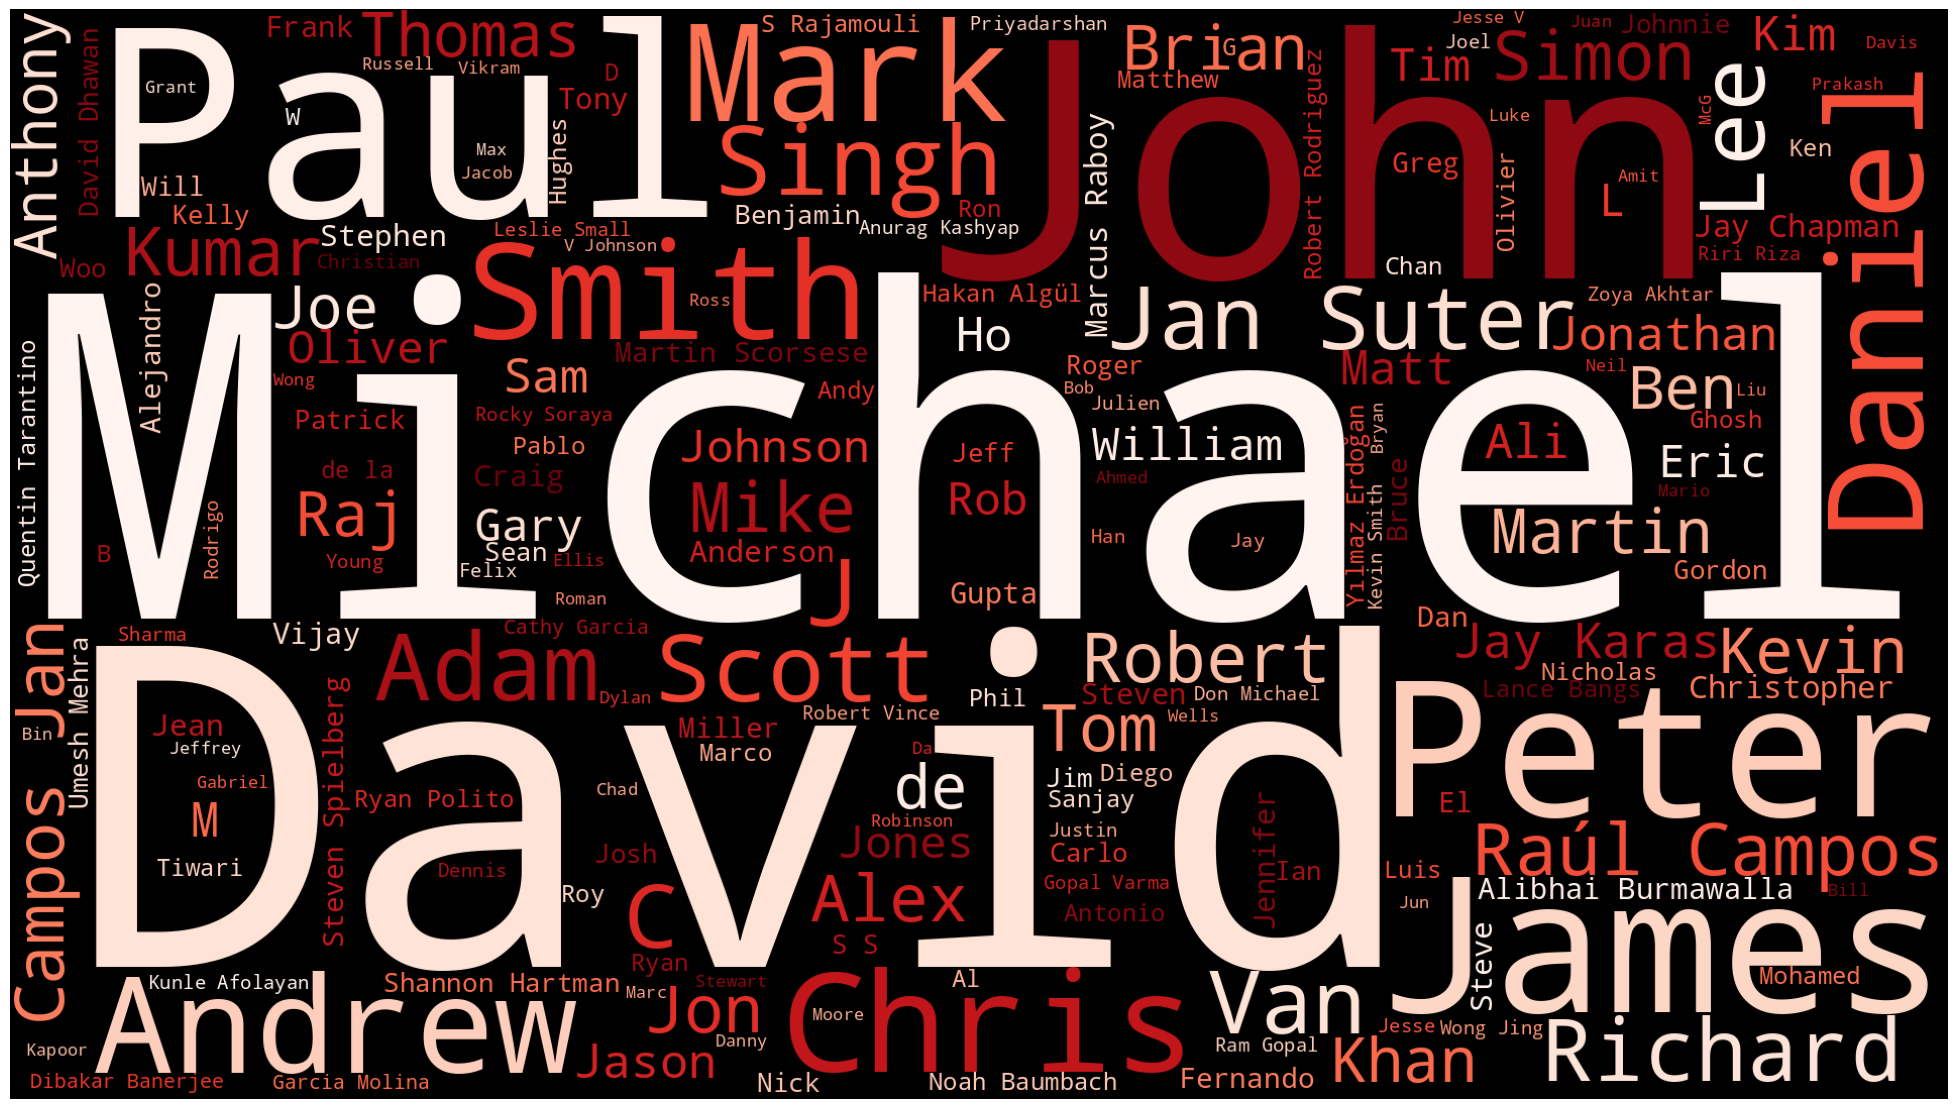 Anthony
David Dhawan
Paul
Grant
W
Frank
Thomas
Russell
Vikram
Max
Jacob
D
Tony
Hughes
Will
Kelly
Mark
S Rajamouli
Priyadarshan
Singh
Benjamin
Ron
Anurag Kashyap
John
Marcus Raboy
Brian
G
Matthew
Robert Rodriguez
Jesse V
Joel
Tim
Simon
Juan
Johnnie
Kim
Davis
Greg
Luke
Olivier
Chan
L
Amit
McG
Lee
Prakash
Ken
Daniel
Jay Chapman
Riri Riza
Kumar
Woo
Christian
Stephen
Leslie Small
V Johnson
Smith
Ross
Hakan Algül
Jan Suter
Zoya Akhtar
Jonathan
Joe
Oliver
Alejandro
Quentin Tarantino
Michael
Wong
Patrick
de la
Raj
Young
B
Rodrigo
Sam
Martin Scorsese
Rocky Soraya
Pablo
Craig
Gary
Sean
Felix
Ellis
Roman
Andy
Johnson
Mike
Anderson
J
Ho
Jeff
Rob
Gupta
Roger
Bob
Julien
William
Ahmed
Han
Jay
Matt
Yılmaz Erdogan
Bryan
Kevin Smith
Bruce
Neil
Ben
Liu
Ghosh
Ali
Eric
Mario
Martin
Gordon
Campos Jan
Sharma
Umesh Mehra
Vijay
Cathy Garcia
Adam
Dylan
Scott
Phil
Robert
Dan
Jay Karas
Kevin
Nicholas
Steven
Don Michael
Lance Bangs
Christopher
David
Bin
Jean
Jeffrey
Gabriel
M
Tiwari
Steven Spielberg
Ryan Polito
Dennis
Chad
Josh
Roy
Miller
Marco
Robert Vince
Da
de
Robinson
Jones
Alex
S S
C
Ryan
Tom
Wells
Jim
Diego
Sanjay
Justin
Carlo
Gopal Varma
Antonio
Jennifer
Ian
Peter
El
Raúl Campos
Luis
Alibhai Burmawalla
Bill
Jun
James
Steve
Mohamed
Kunle Afolayan
Andrew
Shannon Hartman
Marc
Stewart
Jon
Danny
Chris
Moore
Al
Van
Ram Gopal
Jesse
Wong Jing
Richard
Kapoor
Dibakar Banerjee
Garcia Molina
Jason
Nick
Noah Baumbach
Fernando
Khan